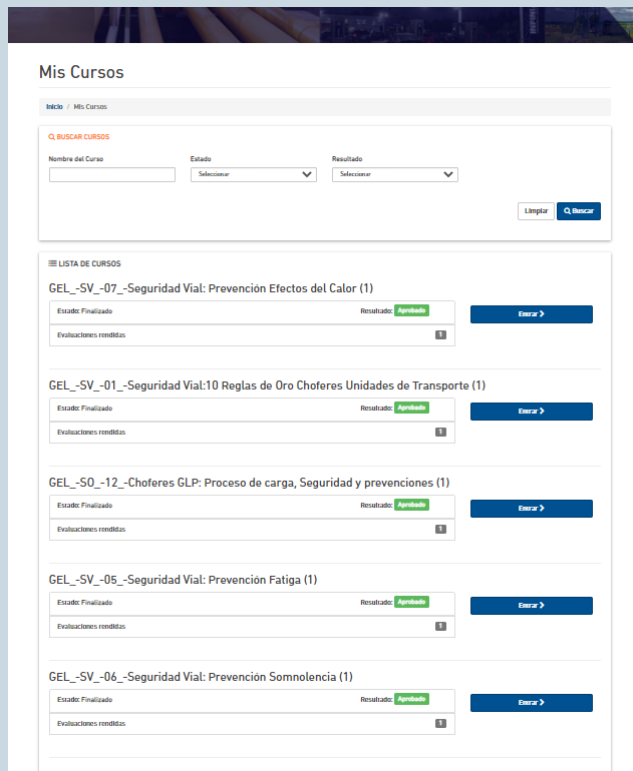 Mis Cursos
Inicio / Mis Cursos
BUSCAR CURSOS
Nombre del Curso Estado Resultado
Seleccionar Seleccionar
Limpiar Buscar
LISTA DE CURSOS
GEL_-SV_-07_-Seguridad Vial: Prevención Efectos del Calor (1)
Estado: Finalizado Resultado: Aprobado Entrar
Evaluaciones rendidas 1
GEL_-SV_-01_-Seguridad Vial:10 Reglas de Oro Choferes Unidades de Transporte (1)
Estado: Finalizado Resultado: Aprobado Entrar
Evaluaciones rendidas 1
GEL_-SO_-12_-Choferes GLP: Proceso de carga, Seguridad y prevenciones (1)
Estado: Finalizado Resultado: Aprobado Entrar
Evaluaciones rendidas 1
GEL_-SV_-05_-Seguridad Vial: Prevención Fatiga (1)
Estado: Finalizado Resultado: Aprobado Entrar
Evaluaciones rendidas 1
GEL_-SV_-06_-Seguridad Vial: Prevención Somnolencia (1)
Estado: Finalizado Resultado: Aprobado Entrar
Evaluaciones rendidas 1